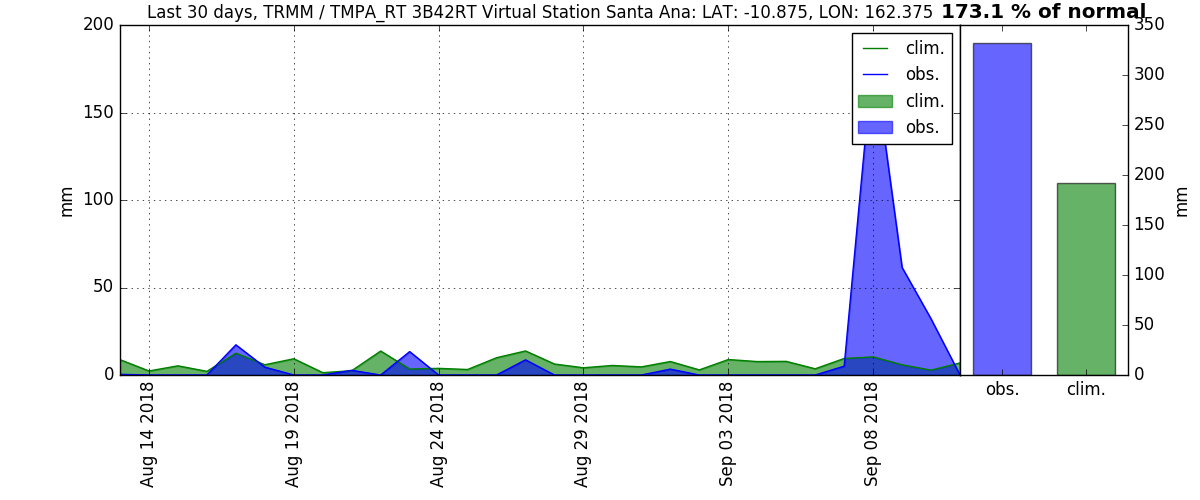 Last 30 days, TRMM / TMPA_RT 3B42RT Virtual Station Santa Ana: LAT: -10.875, LON: 162.375 173.1 % of normal
200
150
100
50
0
mm
clim.
obs.
clim.
obs.
350
300
250
200
150
100
50
0
mm
obs. clim.
Aug 14 2018
Aug 19 2018
Aug 24 2018
Aug 29 2018
Sep 03 2018
Sep 08 2018